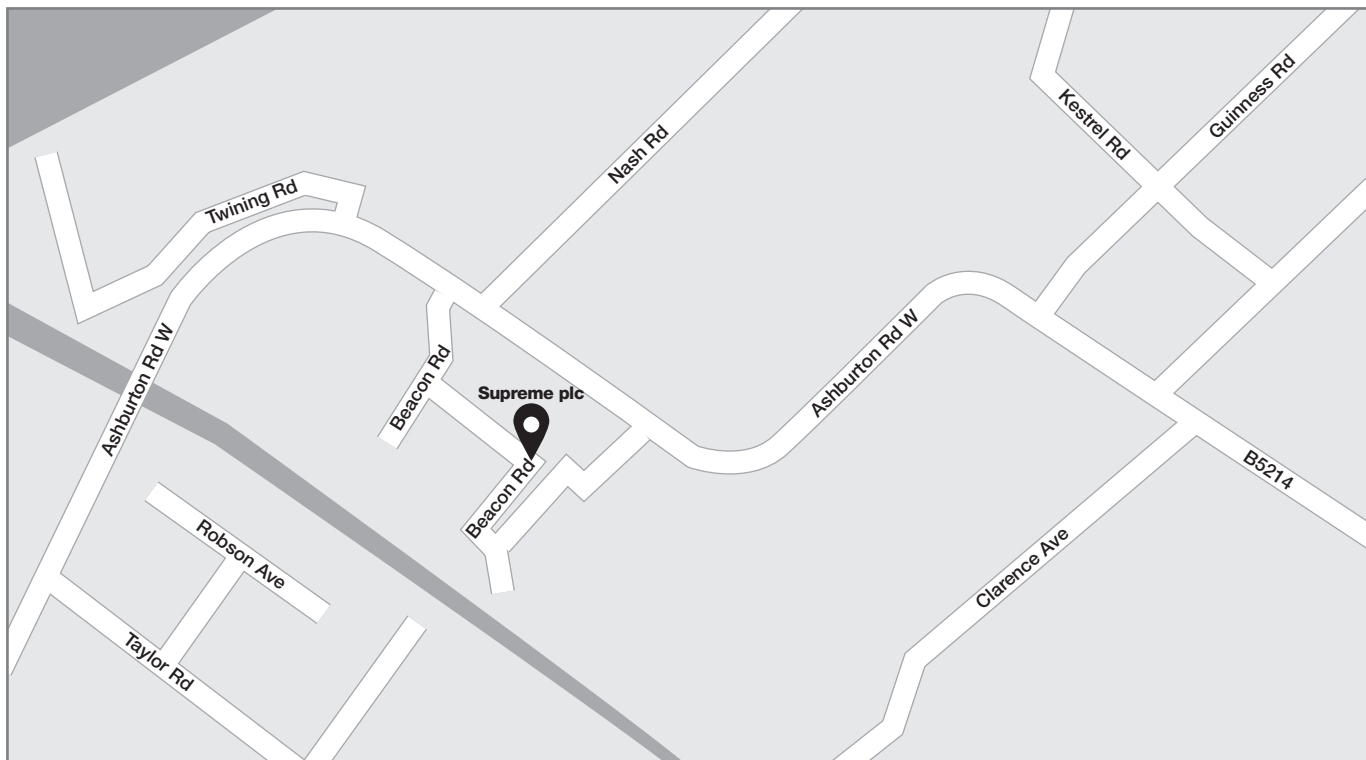 Guinness Rd
Kestrel Rd
Nash Rd
Twining Rd
Ashburton Rd W
Ashburton Rd W
Beacon Rd
Supreme plc
Beacon Rd
B5214
Robson Ave
Clarence Ave
Taylor Rd